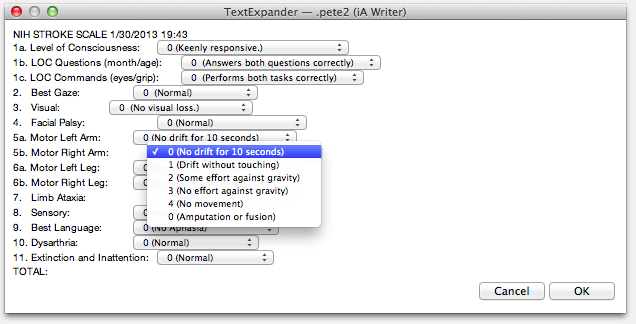 TextExpander — .pete2 (iA Writer)
NIH STROKE SCALE 1/30/2013 19:43
1a. Level of Consciousness: 0 (Keenly responsive.)
1b. LOC Questions (month/age): 0 (Answers both questions correctly)
1c. LOC Commands (eyes/grip): 0 (Performs both tasks correctly)
2. Best Gaze: 0 (Normal)
3. Visual: 0 (No visual loss.)
4. Facial Palsy: 0 (Normal)
5a. Motor Left Arm: 0 (No drift for 10 seconds)
5b. Motor Right Arm: ✓ 0 (No drift for 10 seconds)
1 (Drift without touching)
6a. Motor Left Leg: 0
2 (Some effort against gravity)
6b. Motor Right Leg: 0
3 (No effort against gravity)
7. Limb Ataxia:
4 (No movement)
8. Sensory: 0
0 (Amputation or fusion)
9. Best Language: 0 (No Aphasia)
10. Dysarthria: 0 (Normal)
11. Extinction and Inattention: 0 (Normal)
TOTAL:
Cancel OK